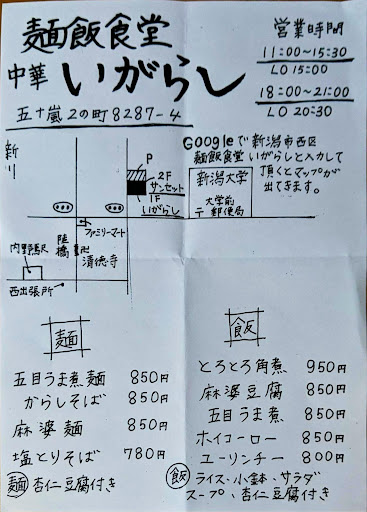 麺飯食堂
中華 いがらし
五十嵐2の町8287-4
営業時間
11:00~15:30
LO 15:00
18:00~21:00
LO 20:30
Googleで新潟市西区
麺飯食堂いがらしと入力して
頂くとマップが
出てきます。
新川
P
2F
サンセット
1F
いがらし
新潟大学
大学前
〒郵便局
ファミリーマート
陸橋
卍
清徳寺
内野駅
西出張所
麺
五目うま煮麺 850円
からしそば 850円
麻婆麺 850円
塩とりそば 780円
麺 杏仁豆腐付き
飯
とろとろ角煮 950円
麻婆豆腐 850円
五目うま煮 850円
ホイコーロー 850円
ユーリンチー 800円
飯 ライス・小鉢・サラダ
スープ・杏仁豆腐付き